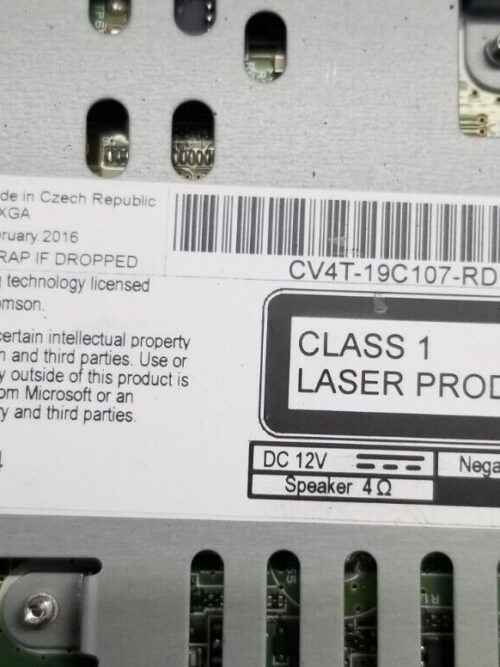 de in Czech Republic
XGA
ruary 2016
RAP IF DROPPED
technology licensed
omson.
ertain intellectual property
and third parties. Use or
outside of this product is
om Microsoft or an
and third parties.
CV4T-19C107-RD
CLASS 1
LASER PROD
DC 12V
Nega
Speaker 4 Ω